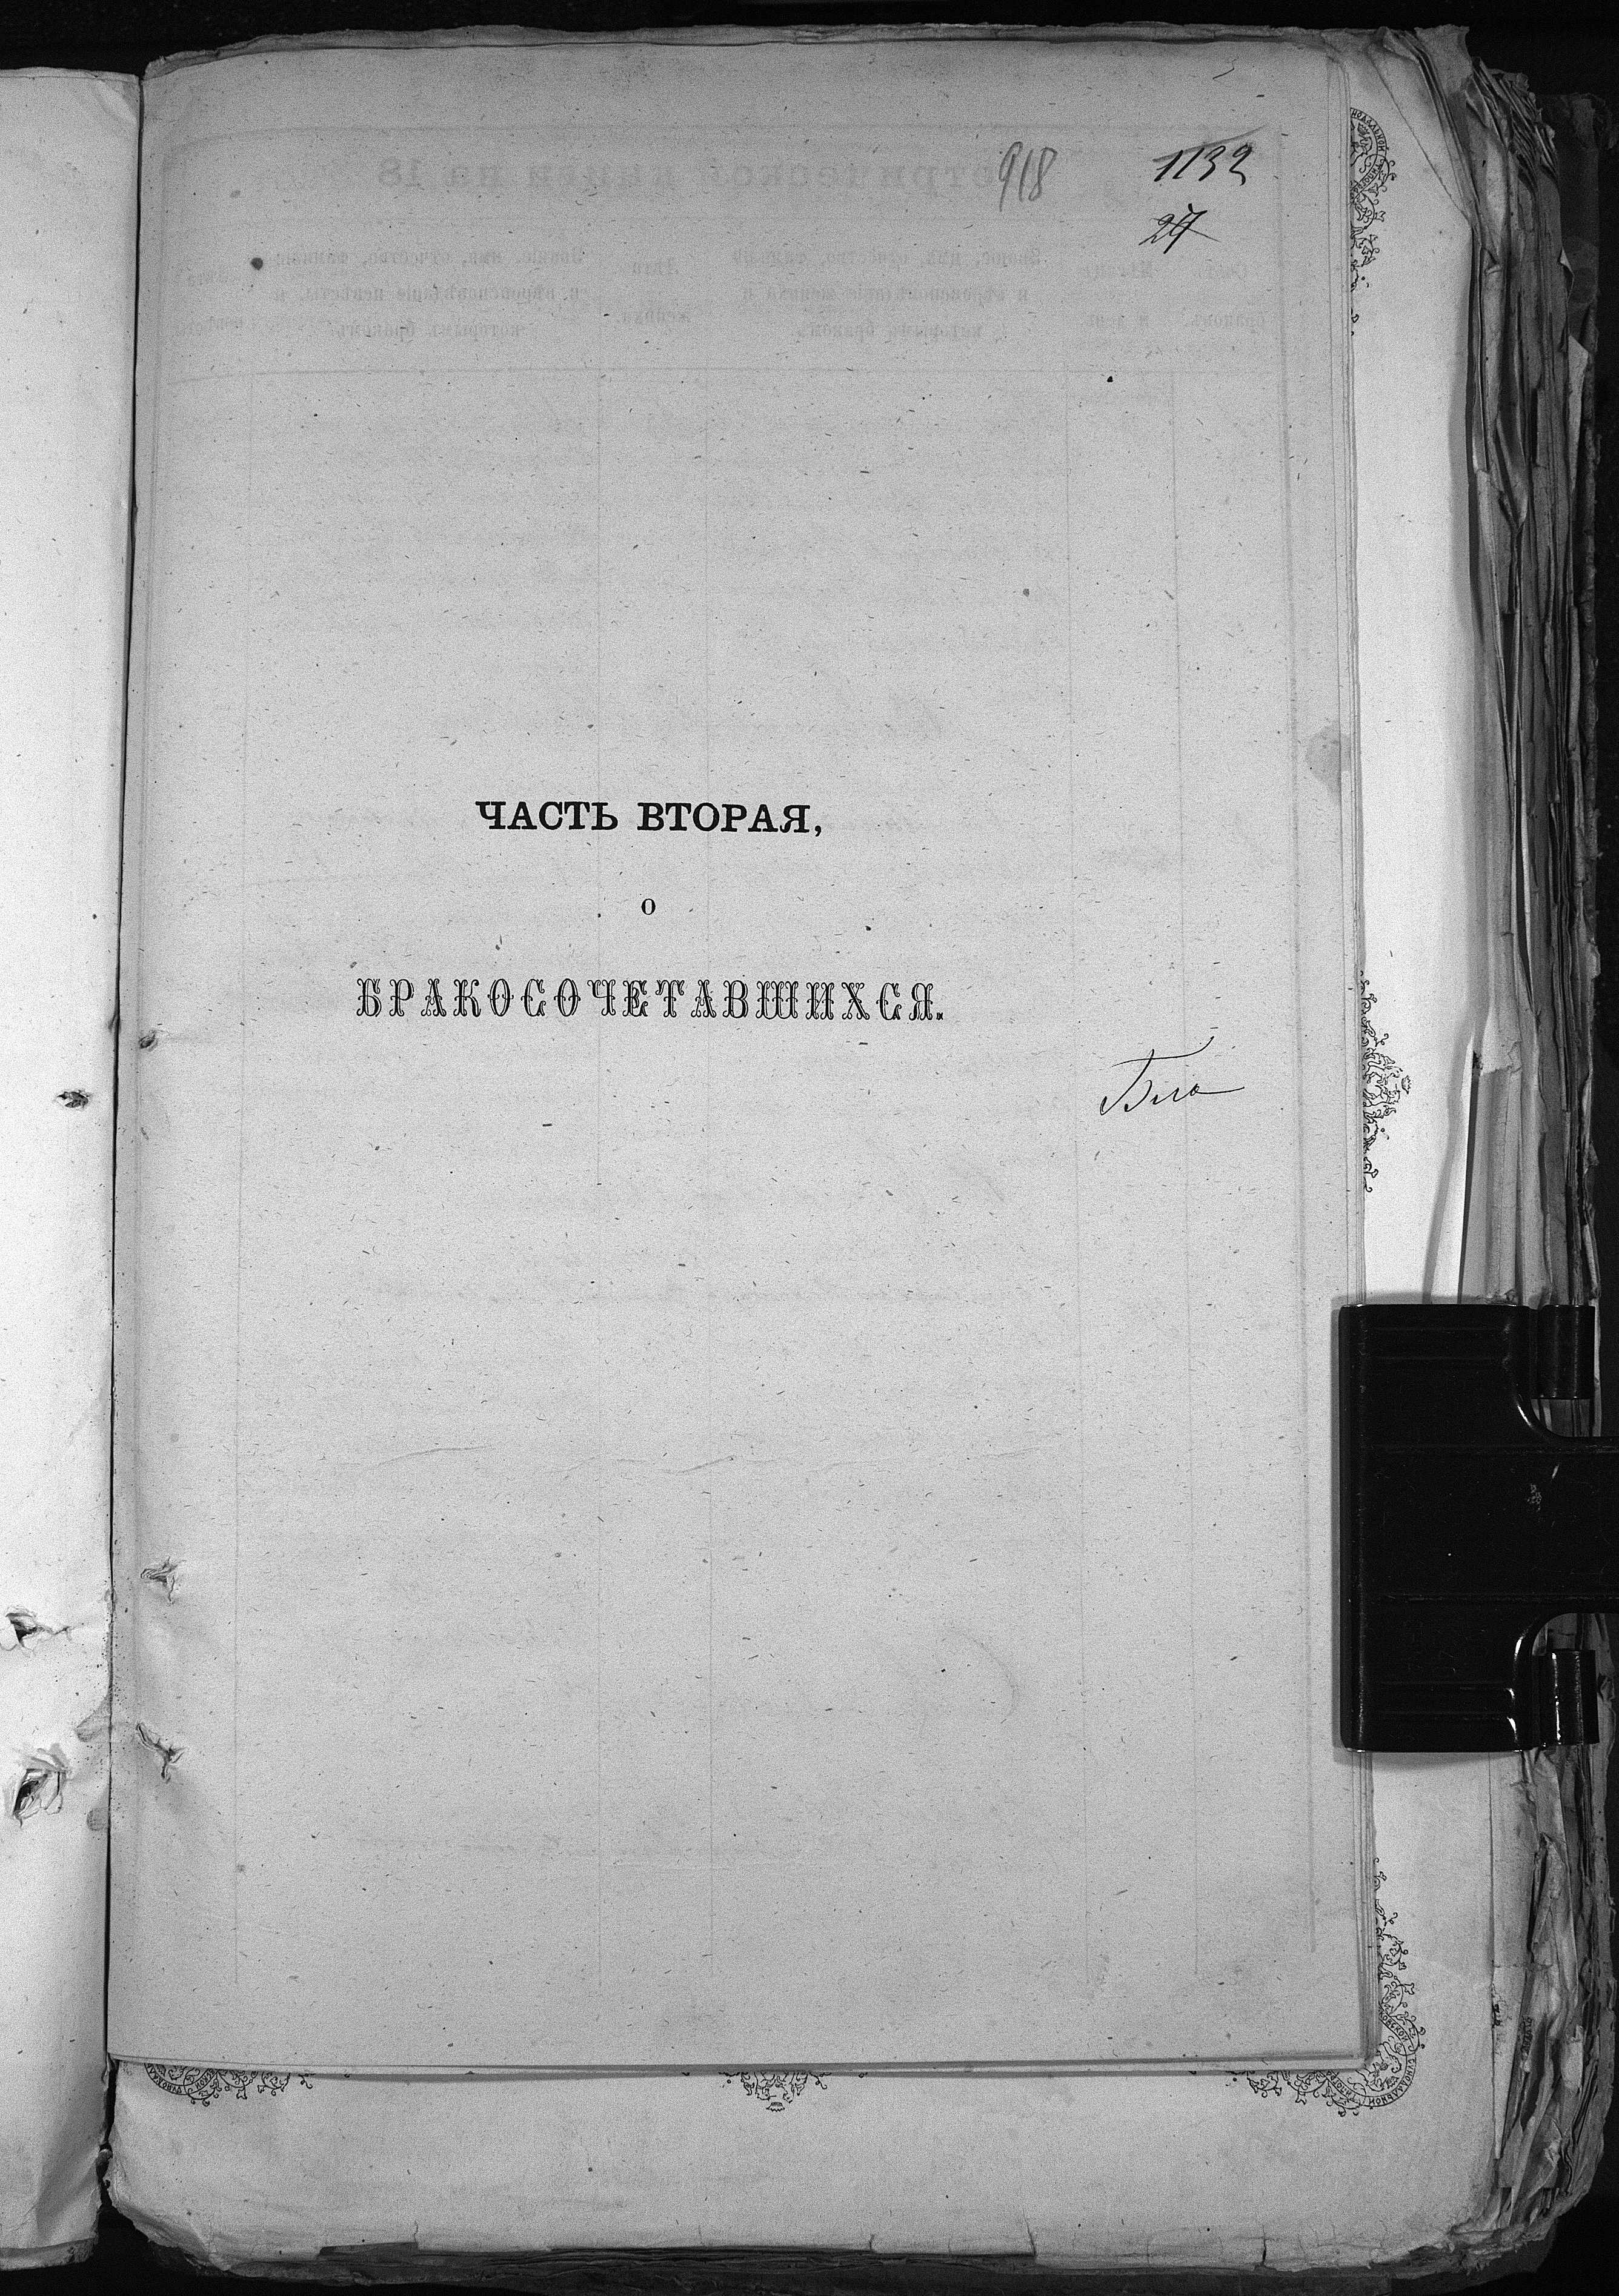 918 1132
27
ЧАСТЬ ВТОРАЯ,
О
БРАКОСОЧЕТАВШИХСЯ.